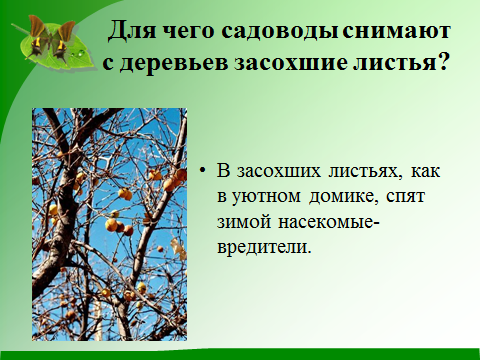 Для чего садоводы снимают
с деревьев засохшие листья?
• В засохших листьях, как
в уютном домике, спят
зимой насекомые-
вредители.